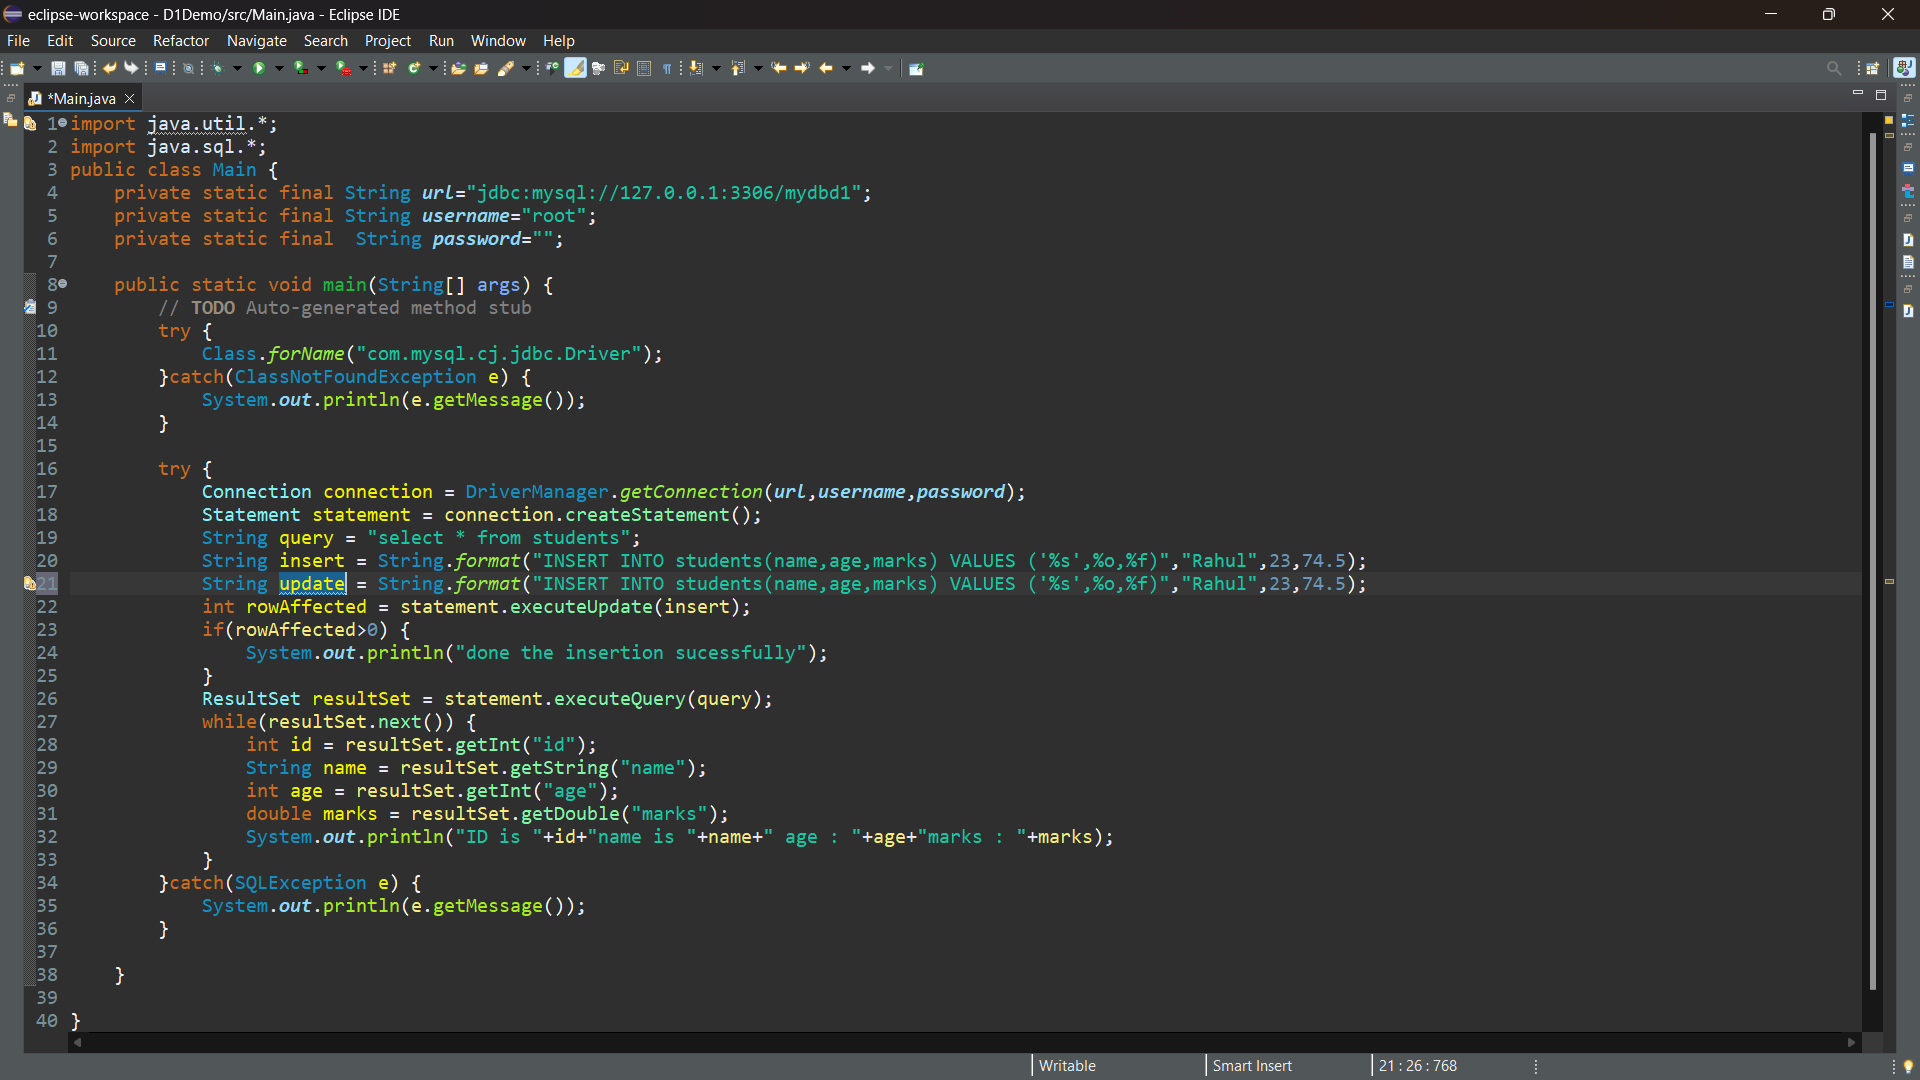 eclipse-workspace - D1Demo/src/Main.java - Eclipse IDE
File Edit Source Refactor Navigate Search Project Run Window Help
*Main.java
1 import java.util.*;
2 import java.sql.*;
3 public class Main {
4     private static final String url="jdbc:mysql://127.0.0.1:3306/mydbd1";
5     private static final String username="root";
6     private static final  String password="";
7
8     public static void main(String[] args) {
9         // TODO Auto-generated method stub
10         try {
11             Class.forName("com.mysql.cj.jdbc.Driver");
12         }catch(ClassNotFoundException e) {
13             System.out.println(e.getMessage());
14         }
15
16         try {
17             Connection connection = DriverManager.getConnection(url,username,password);
18             Statement statement = connection.createStatement();
19             String query = "select * from students";
20             String insert = String.format("INSERT INTO students(name,age,marks) VALUES ('%s',%o,%f)","Rahul",23,74.5);
21             String update = String.format("INSERT INTO students(name,age,marks) VALUES ('%s',%o,%f)","Rahul",23,74.5);
22             int rowAffected = statement.executeUpdate(insert);
23             if(rowAffected>0) {
24                 System.out.println("done the insertion sucessfully");
25             }
26             ResultSet resultSet = statement.executeQuery(query);
27             while(resultSet.next()) {
28                 int id = resultSet.getInt("id");
29                 String name = resultSet.getString("name");
30                 int age = resultSet.getInt("age");
31                 double marks = resultSet.getDouble("marks");
32                 System.out.println("ID is "+id+"name is "+name+" age : "+age+"marks : "+marks);
33             }
34         }catch(SQLException e) {
35             System.out.println(e.getMessage());
36         }
37
38     }
39
40 }
Writable Smart Insert 21 : 26 : 768